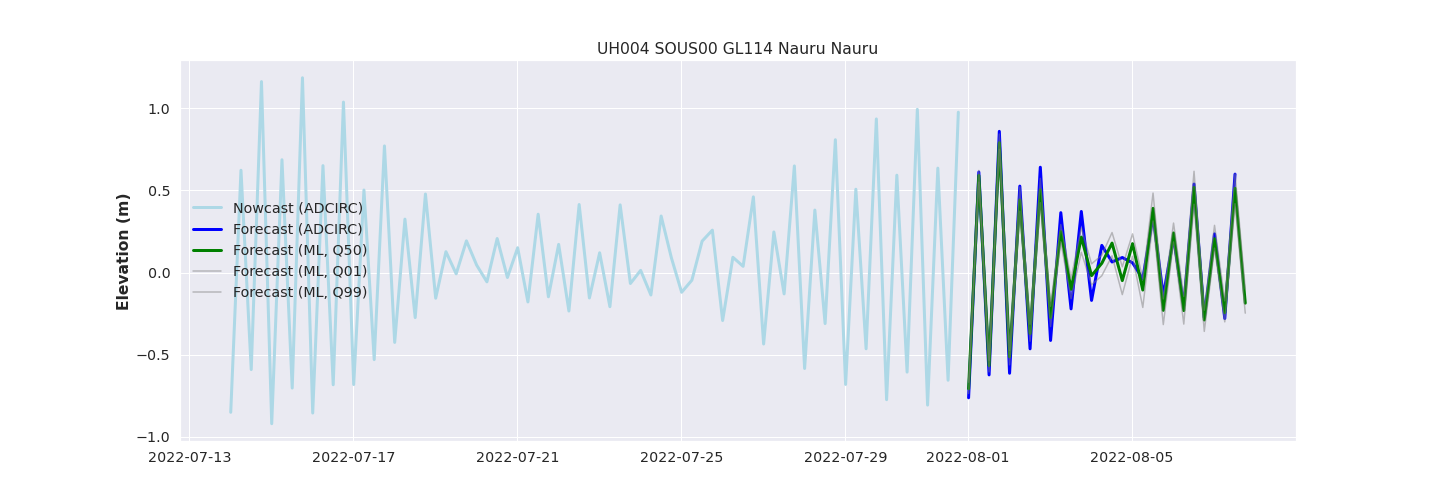 UH004 SOUS00 GL114 Nauru Nauru
Elevation (m)
1.0
0.5
0.0
−0.5
−1.0
Nowcast (ADCIRC)
Forecast (ADCIRC)
Forecast (ML, Q50)
Forecast (ML, Q01)
Forecast (ML, Q99)
2022-07-13 2022-07-17 2022-07-21 2022-07-25 2022-07-29 2022-08-01 2022-08-05